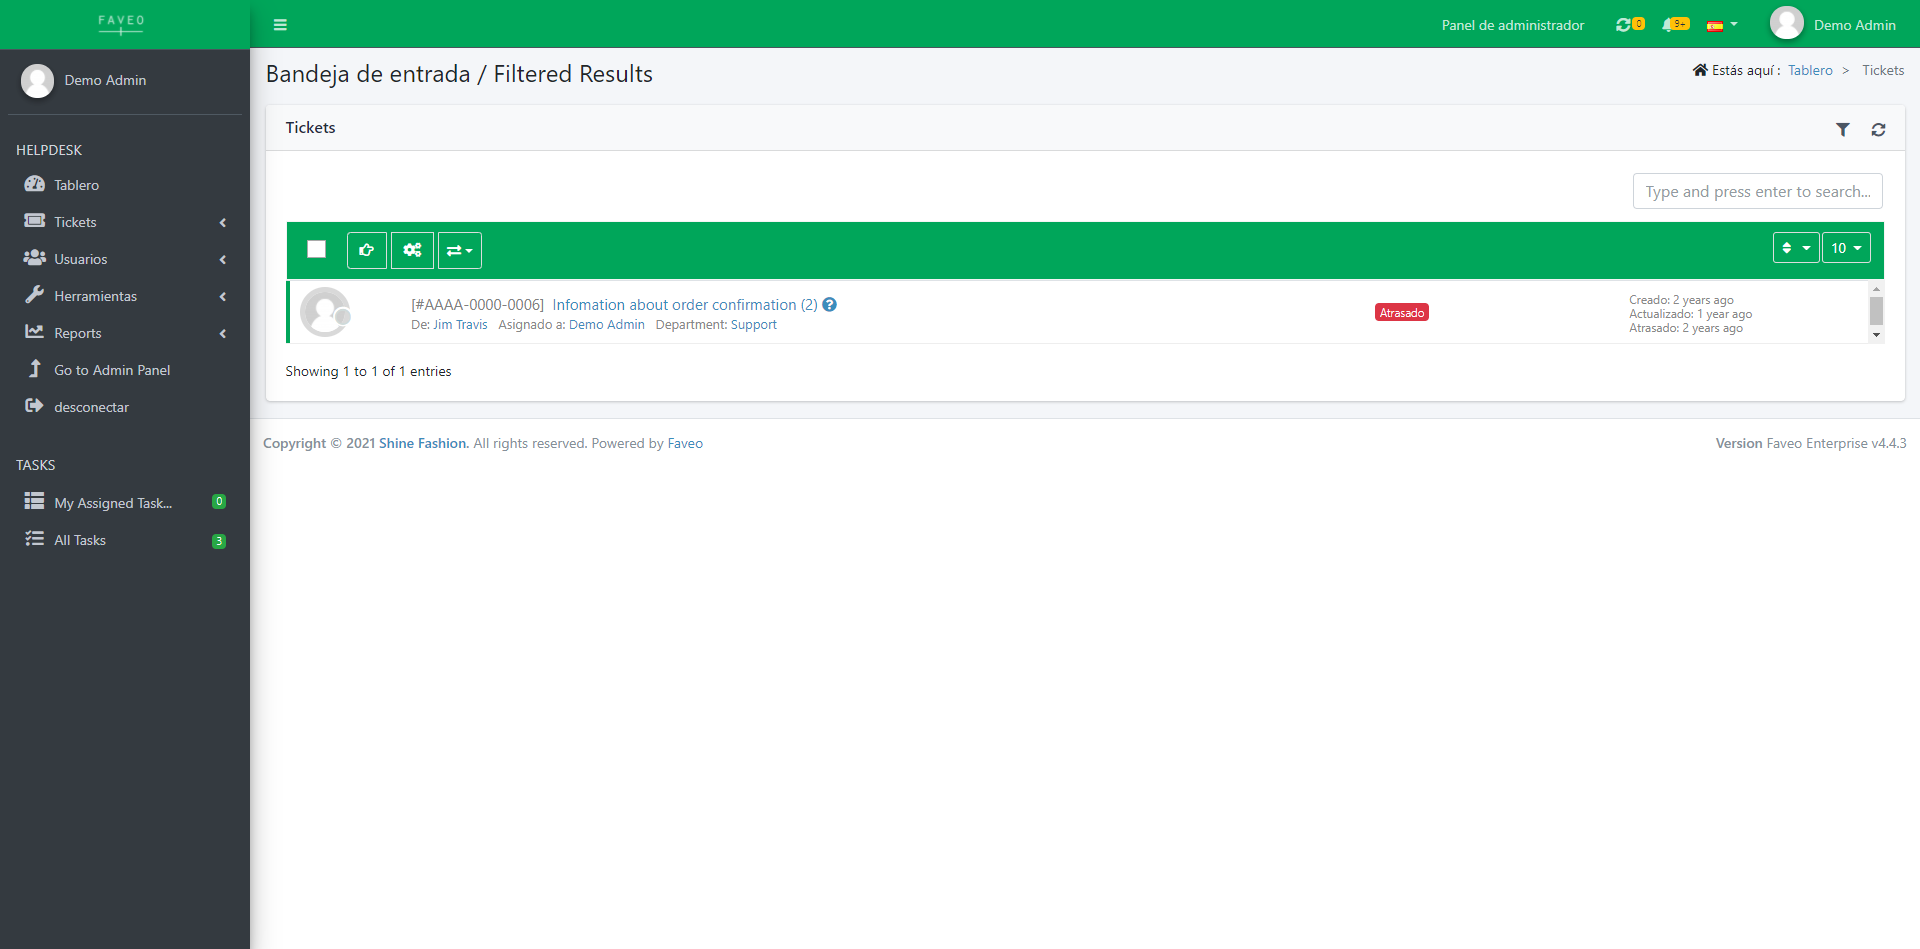 FAVEO
Panel de administrador
0
9+
Demo Admin
Demo Admin
HELPDESK
Tablero
Tickets
Usuarios
Herramientas
Reports
Go to Admin Panel
desconectar
TASKS
My Assigned Task... 0
All Tasks 3
Bandeja de entrada / Filtered Results
Estás aquí : Tablero > Tickets
Tickets
Type and press enter to search...
10
[#AAAA-0000-0006] Infomation about order confirmation (2)
De: Jim Travis Asignado a: Demo Admin Department: Support
Atrasado
Creado: 2 years ago
Actualizado: 1 year ago
Atrasado: 2 years ago
Showing 1 to 1 of 1 entries
Copyright © 2021 Shine Fashion. All rights reserved. Powered by Faveo
Version Faveo Enterprise v4.4.3